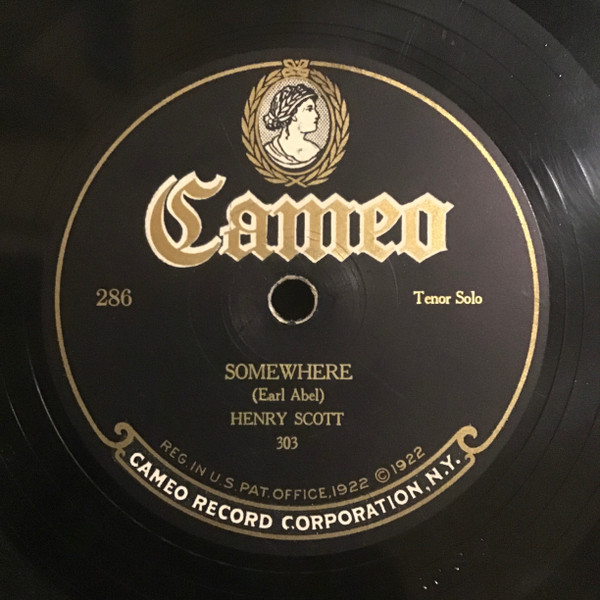 Cameo
286
Tenor Solo
SOMEWHERE
(Earl Abel)
HENRY SCOTT
303
REG. IN U.S. PAT. OFFICE, 1922 © 1922
CAMEO RECORD CORPORATION, N.Y.